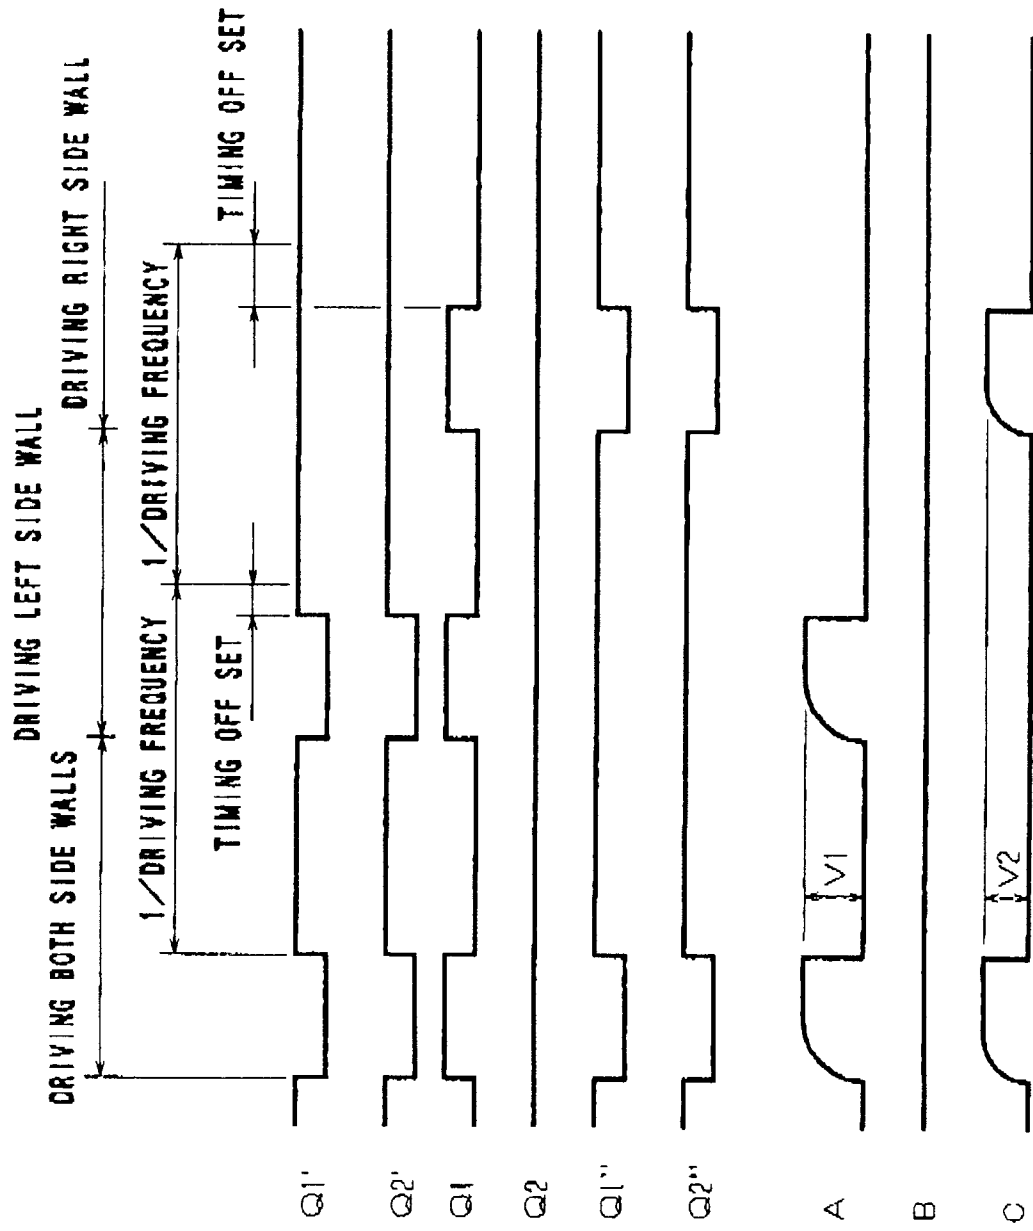 DRIVING BOTH SIDE WALLS
DRIVING LEFT SIDE WALL
DRIVING RIGHT SIDE WALL
1/DRIVING FREQUENCY
1/DRIVING FREQUENCY
TIMING OFF SET
TIMING OFF SET
Q1'
Q2'
Q1
Q2
Q1"
Q2"
A
V1
B
C
V2